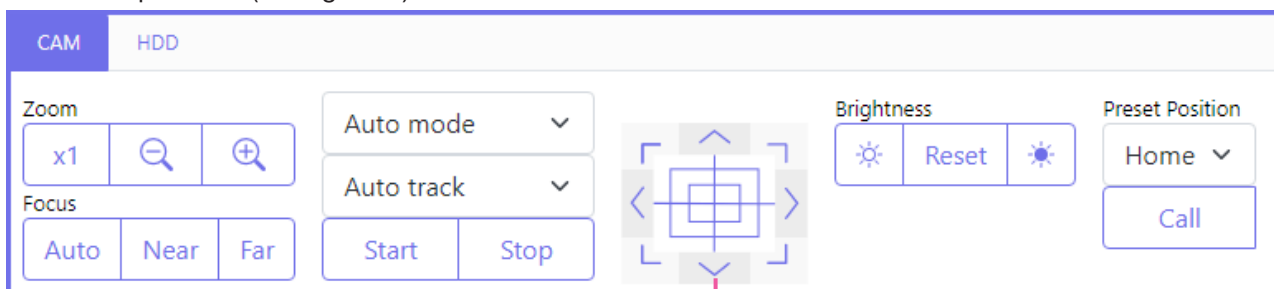 CAM HDD
Zoom
x1
Focus
Auto Near Far
Auto mode
Auto track
Start Stop
Brightness
Reset
Preset Position
Home
Call